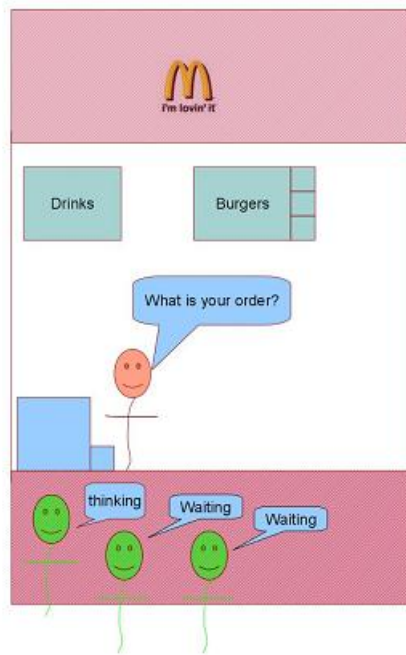 i'm lovin' it
Drinks
Burgers
What is your order?
thinking
Waiting
Waiting